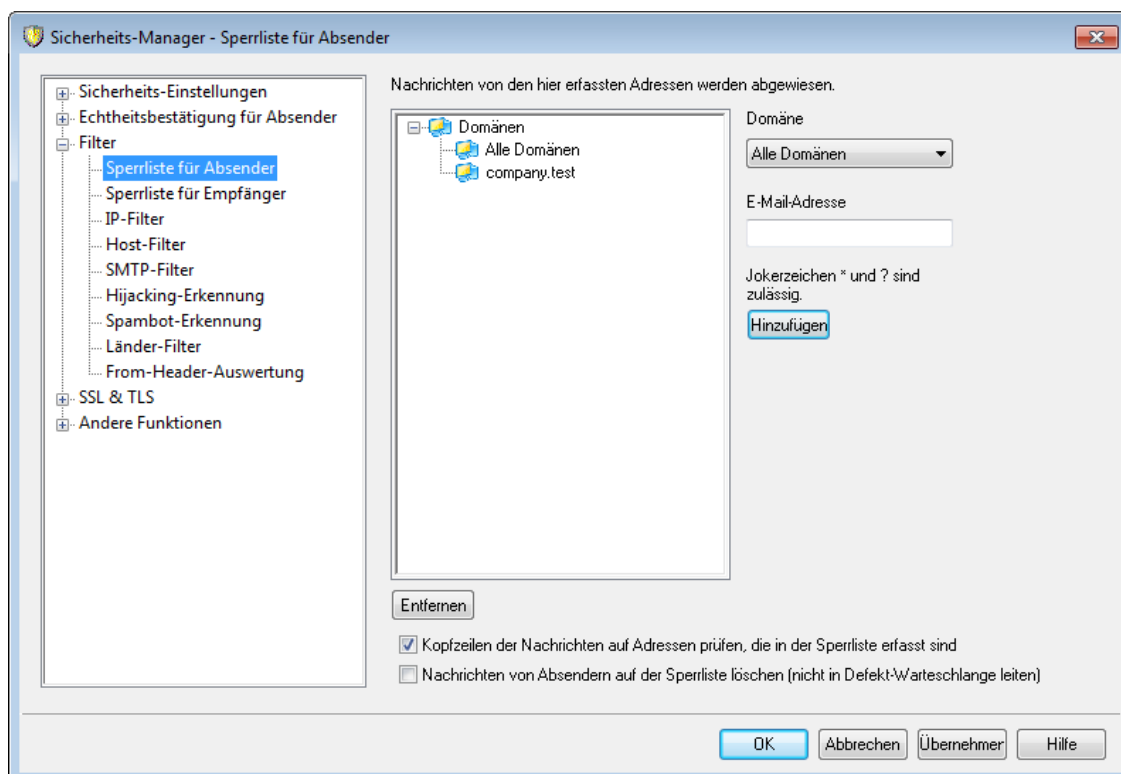 Sicherheits-Manager - Sperrliste für Absender
Sicherheits-Einstellungen
Echtheitsbestätigung für Absender
Filter
Sperrliste für Absender
Sperrliste für Empfänger
IP-Filter
Host-Filter
SMTP-Filter
Hijacking-Erkennung
Spambot-Erkennung
Länder-Filter
From-Header-Auswertung
SSL & TLS
Andere Funktionen
Nachrichten von den hier erfassten Adressen werden abgewiesen.
Domänen
Alle Domänen
company.test
Domäne
Alle Domänen
E-Mail-Adresse
Jokerzeichen * und ? sind
zulässig.
Hinzufügen
Entfernen
Kopfzeilen der Nachrichten auf Adressen prüfen, die in der Sperrliste erfasst sind
Nachrichten von Absendern auf der Sperrliste löschen (nicht in Defekt-Warteschlange leiten)
OK
Abbrechen
Übernehmer
Hilfe